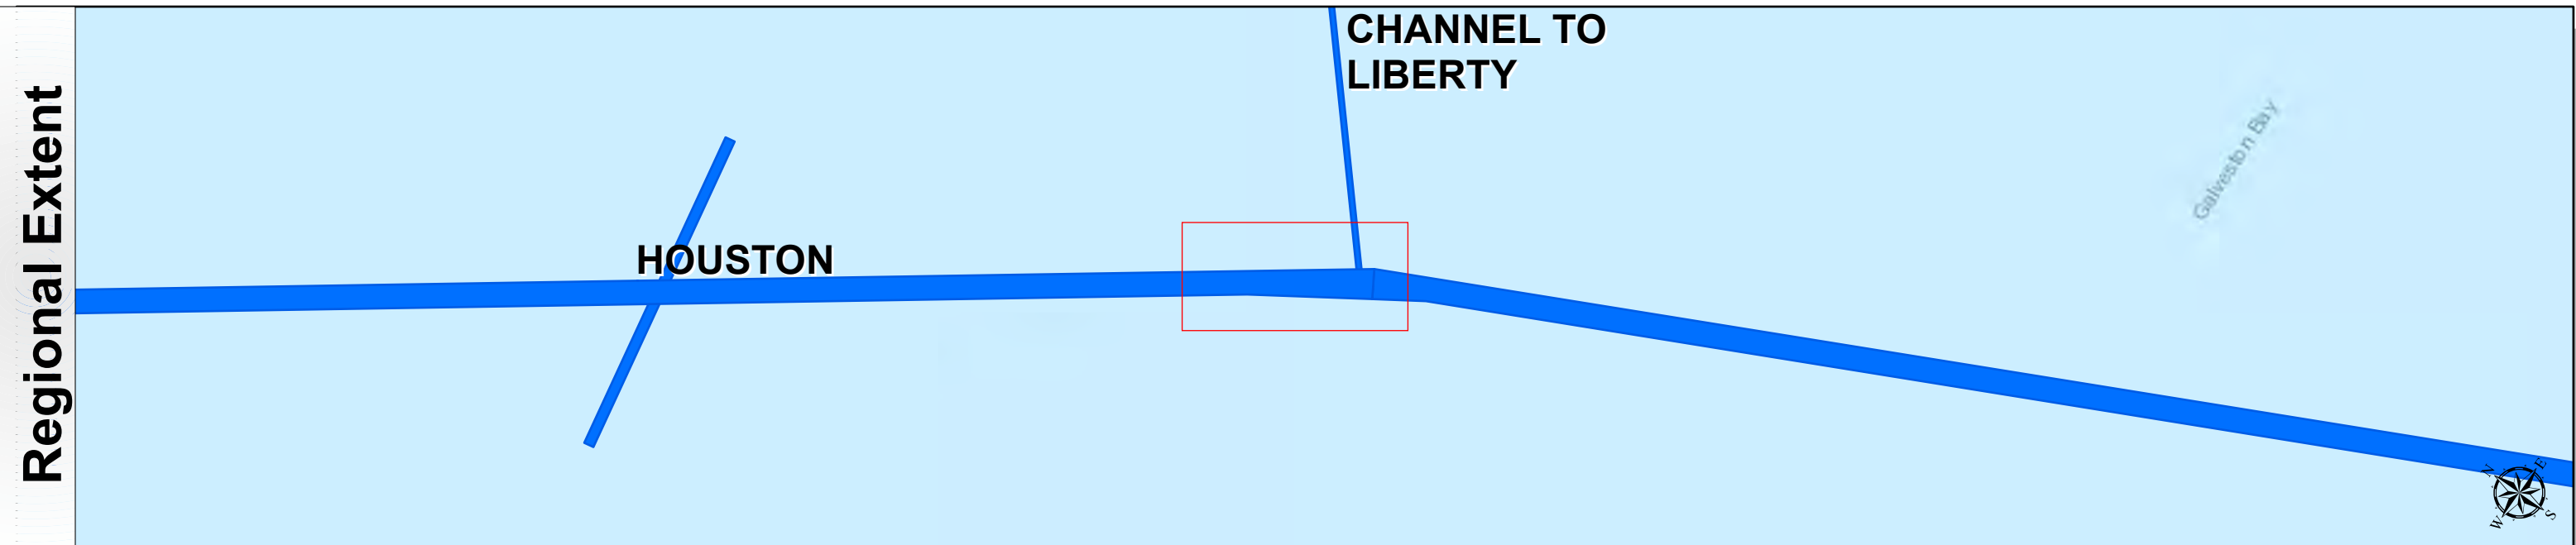 Regional Extent
CHANNEL TO
LIBERTY
HOUSTON
Galveston Bay
N
E
W
S